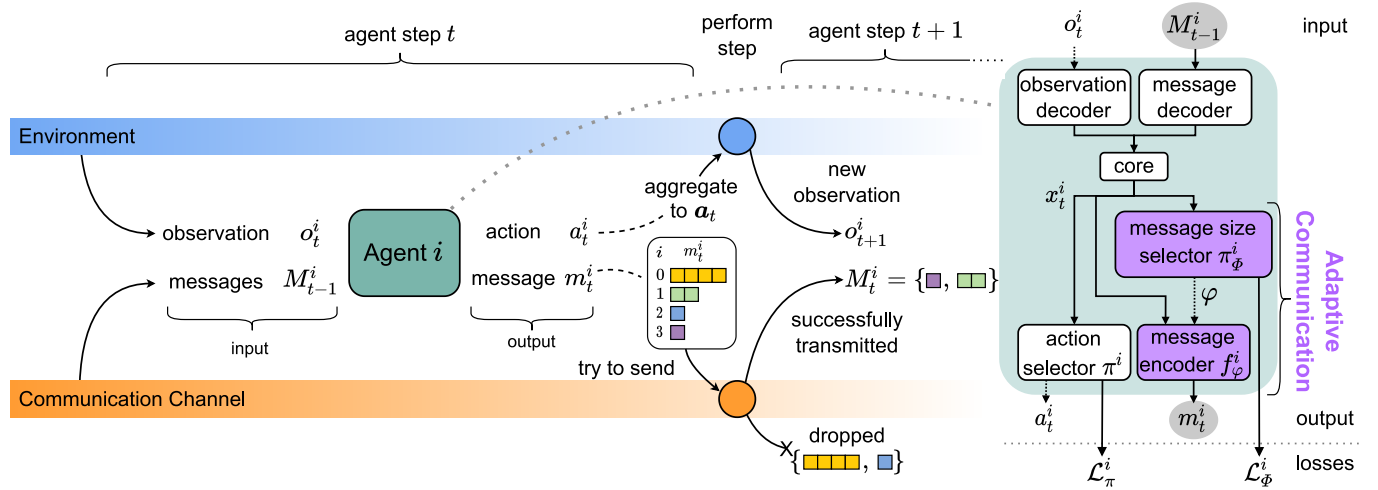 agent step t
perform
step
agent step t + 1
Environment
observation o_t^i
messages M_{t-1}^i
input
Agent i
action a_t^i
message m_t^i
output
aggregate
to a_t
i m_t^i
0
1
2
3
try to send
new
observation
o_{t+1}^i
M_t^i = { , }
successfully
transmitted
Communication Channel
dropped
X { , }
o_t^i
M_{t-1}^i
input
observation
decoder
message
decoder
core
x_t^i
message size
selector π_Φ^i
φ
action
selector π^i
message
encoder f_φ^i
Adaptive
Communication
a_t^i
m_t^i
output
L_π^i
L_Φ^i
losses